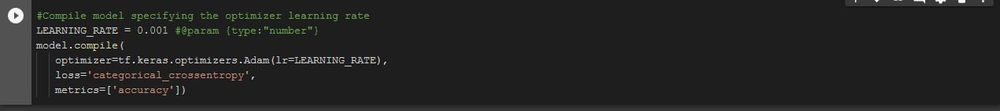 #Compile model specifying the optimizer learning rate
LEARNING_RATE = 0.001 #@param {type:"number"}
model.compile(
optimizer=tf.keras.optimizers.Adam(lr=LEARNING_RATE),
loss='categorical_crossentropy',
metrics=['accuracy'])